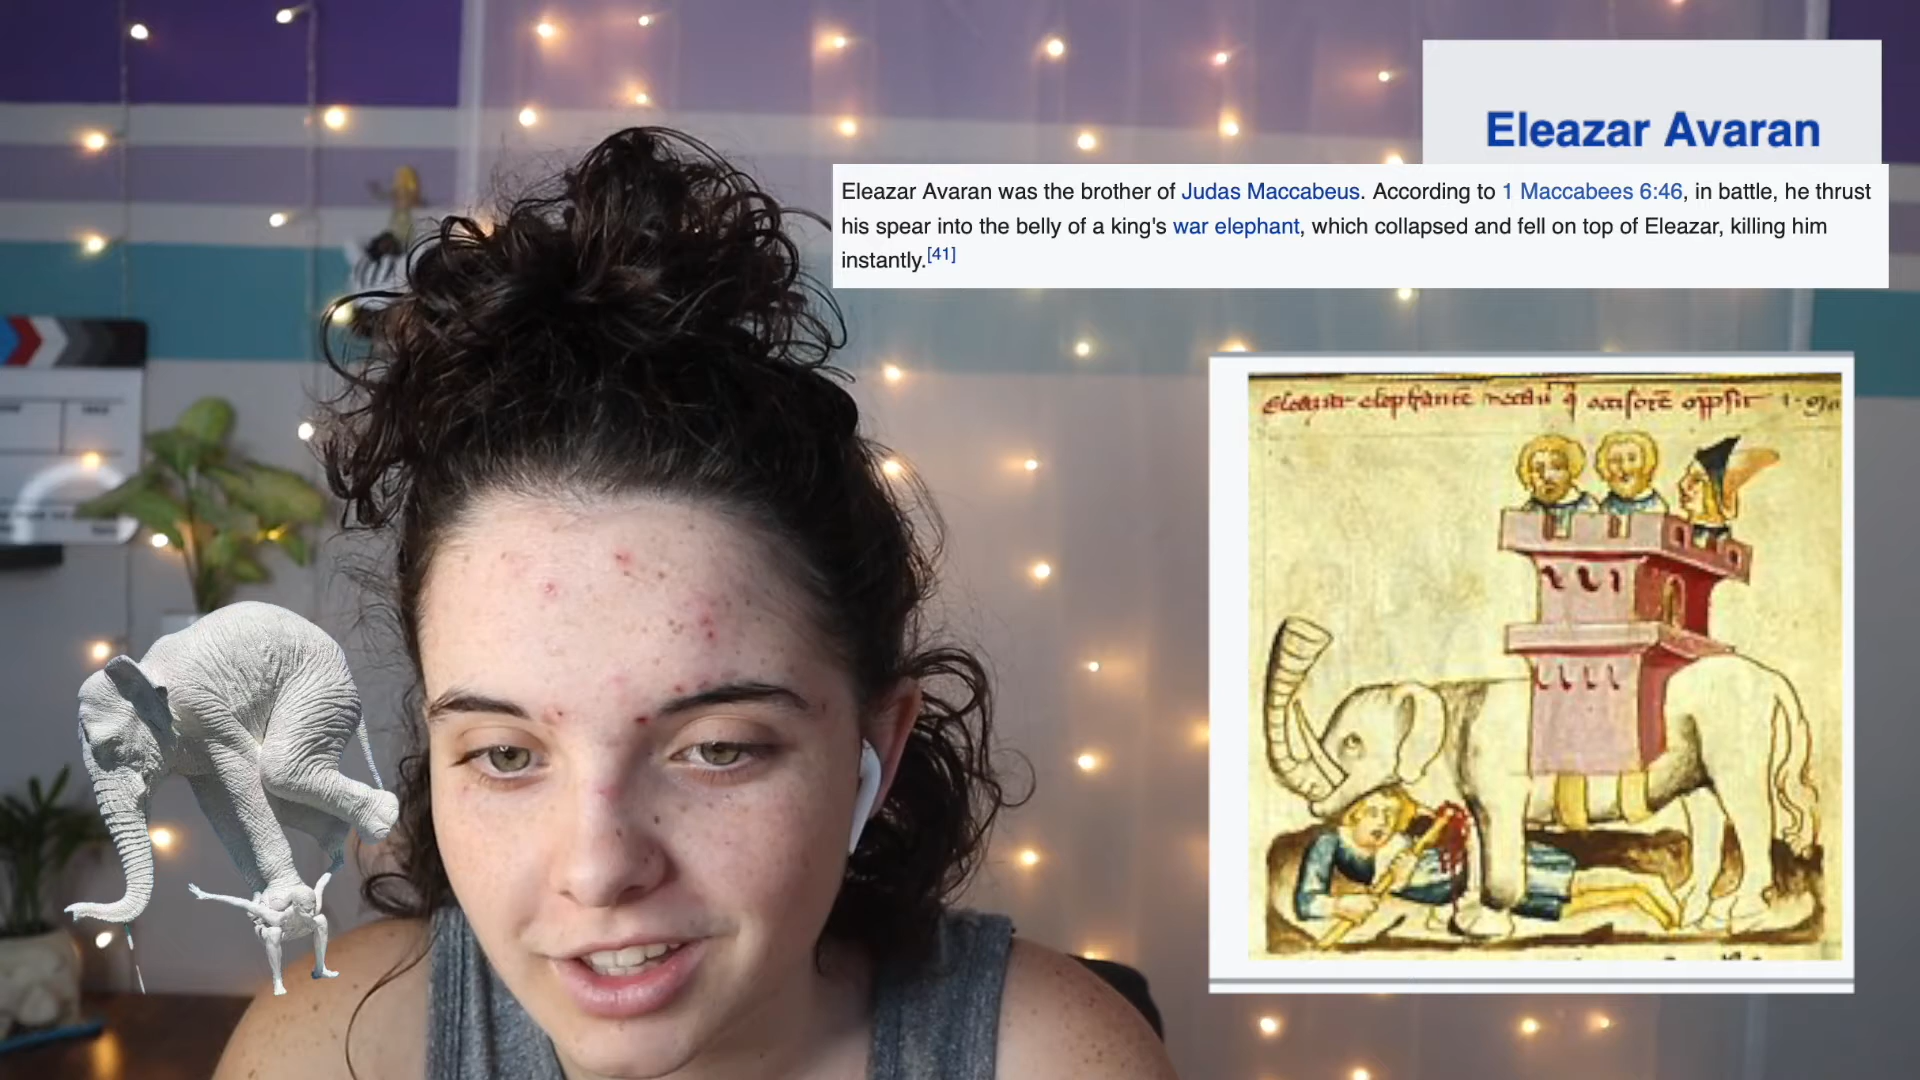 Eleazar Avaran
Eleazar Avaran was the brother of Judas Maccabeus. According to 1 Maccabees 6:46, in battle, he thrust
his spear into the belly of a king's war elephant, which collapsed and fell on top of Eleazar, killing him
instantly.[41]